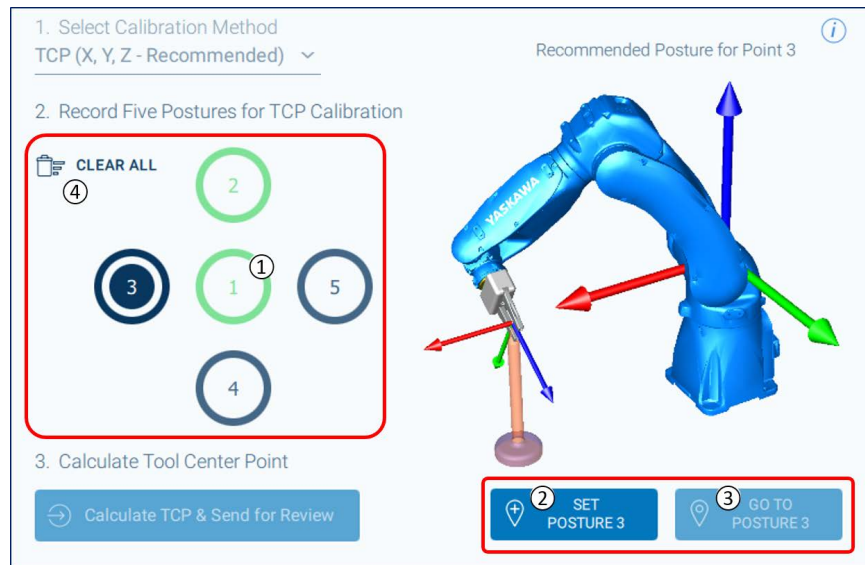 1. Select Calibration Method
TCP (X, Y, Z - Recommended)
Recommended Posture for Point 3
i
2. Record Five Postures for TCP Calibration
CLEAR ALL
④
2
YASKAWA
3
1
①
5
4
3. Calculate Tool Center Point
Calculate TCP & Send for Review
② SET
POSTURE 3
③ GO TO
POSTURE 3